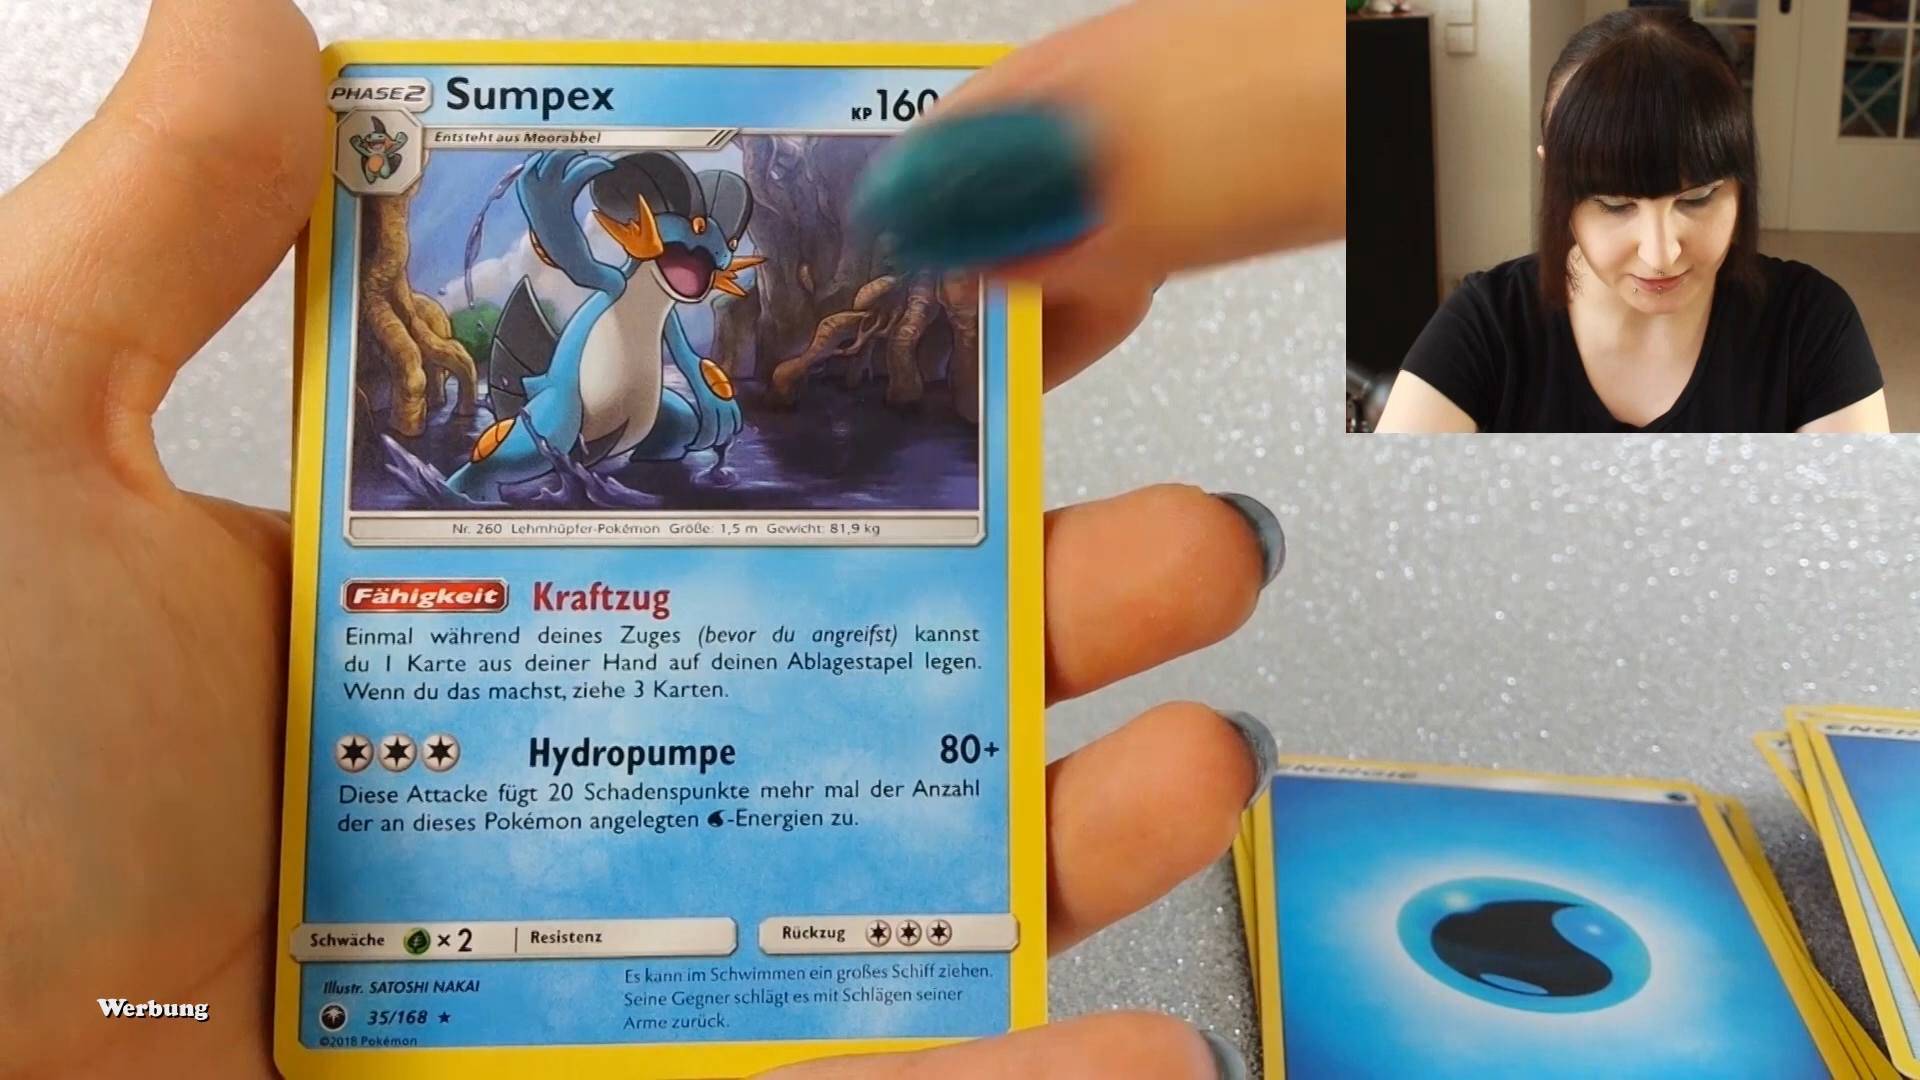 PHASE 2 Sumpex KP 160
Entsteht aus Moorabbel
Nr. 260 Lehmhüpfer-Pokémon Größe: 1,5 m Gewicht: 81,9 kg
Fähigkeit Kraftzug
Einmal während deines Zuges (bevor du angreifst) kannst
du 1 Karte aus deiner Hand auf deinen Ablagestapel legen.
Wenn du das machst, ziehe 3 Karten.
Hydropumpe 80+
Diese Attacke fügt 20 Schadenspunkte mehr mal der Anzahl
der an dieses Pokémon angelegten -Energien zu.
Schwäche × 2 Resistenz Rückzug
Illustr. SATOSHI NAKAI
35/168 ★
©2018 Pokémon
Es kann im Schwimmen ein großes Schiff ziehen.
Seine Gegner schlägt es mit Schlägen seiner
Arme zurück.
Werbung